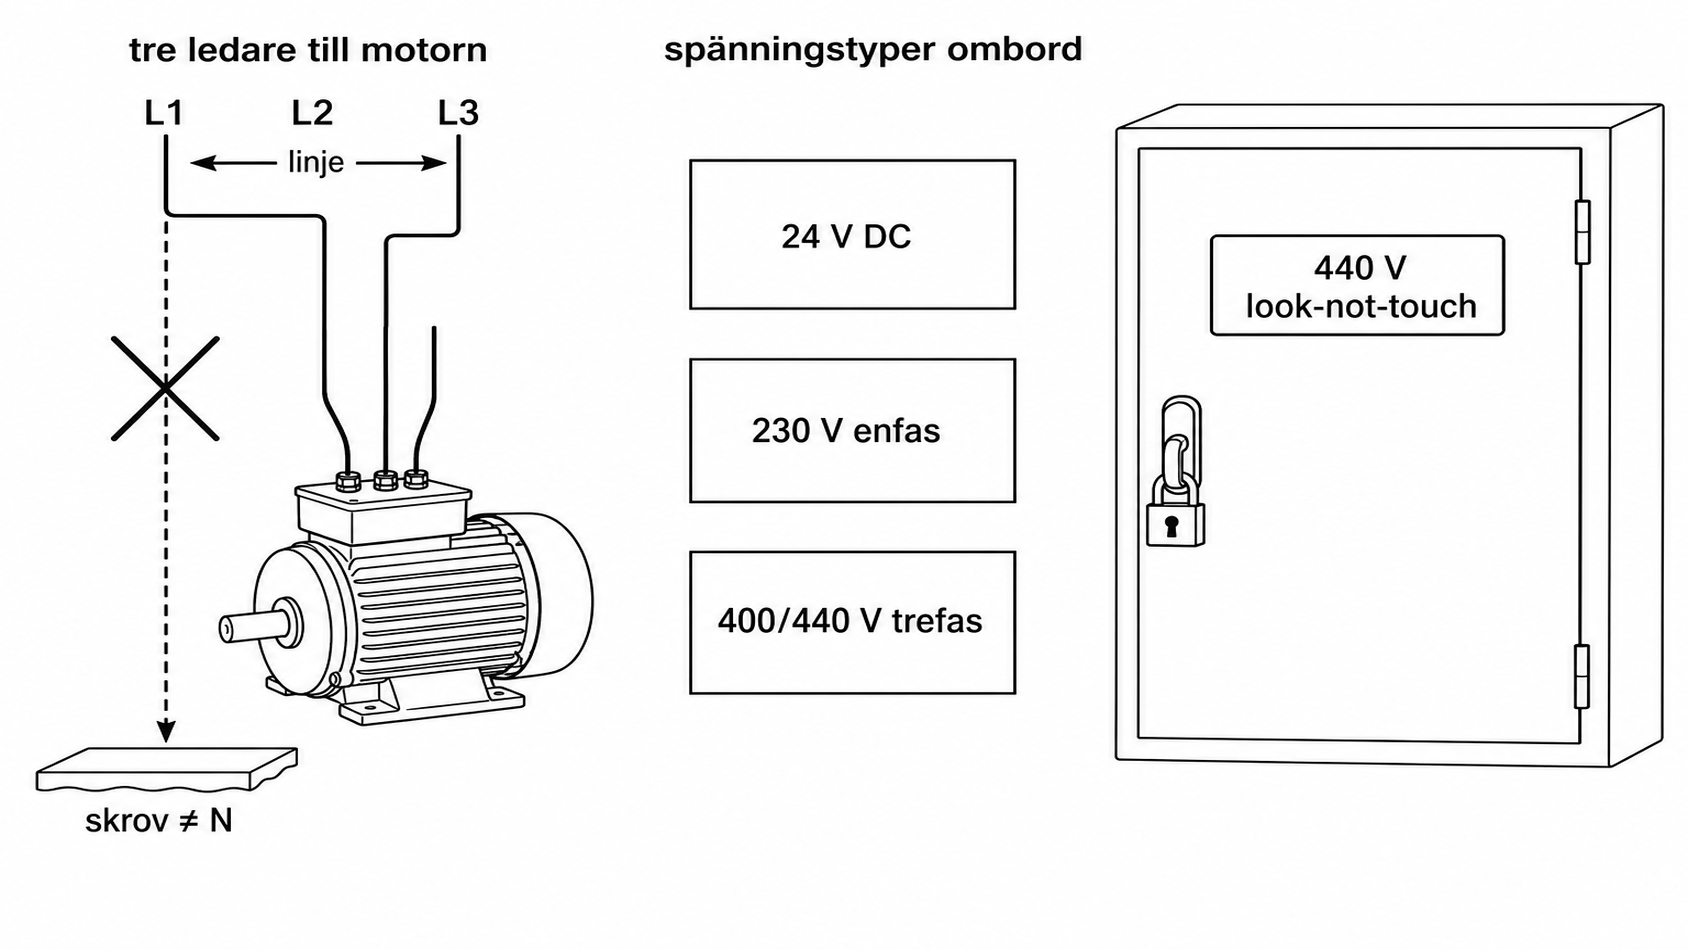 tre ledare till motorn
L1 L2 L3
linje
skrov ≠ N
spänningstyper ombord
24 V DC
230 V enfas
400/440 V trefas
440 V
look-not-touch